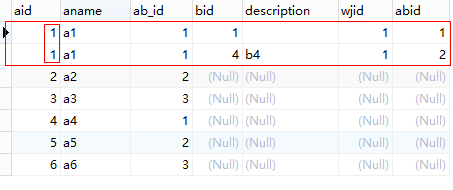 aid aname ab_id bid description wjid abid
1 a1 1 1 1 1
1 a1 1 4 b4 1 2
2 a2 2 (Null) (Null) (Null) (Null)
3 a3 3 (Null) (Null) (Null) (Null)
4 a4 1 (Null) (Null) (Null) (Null)
5 a5 2 (Null) (Null) (Null) (Null)
6 a6 3 (Null) (Null) (Null) (Null)